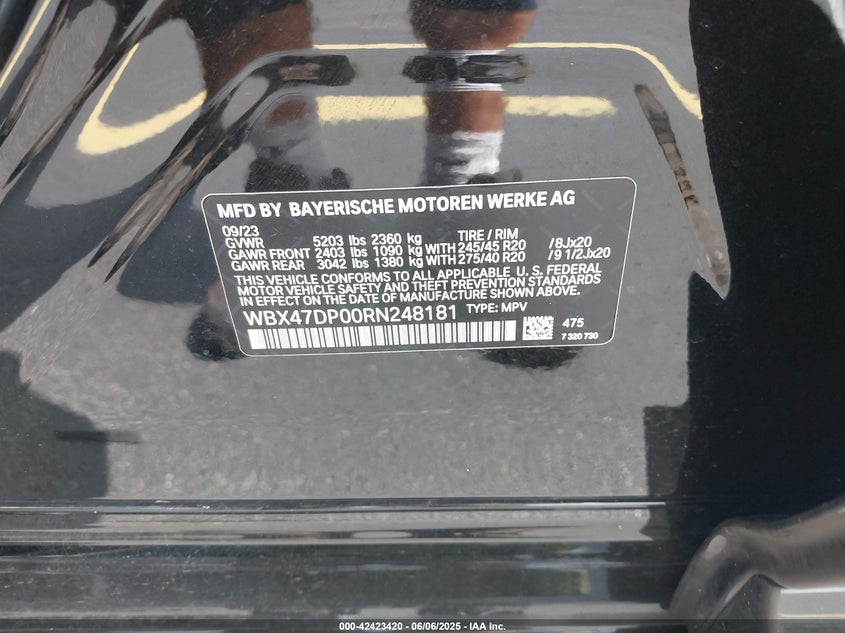 MFD BY BAYERISCHE MOTOREN WERKE AG
09/23 TIRE / RIM
GVWR 5203 lbs 2360 kg
GAWR FRONT 2403 lbs 1090 kg WITH 245/45 R20 /8Jx20
GAWR REAR 3042 lbs 1380 kg WITH 275/40 R20 /9 1/2Jx20
THIS VEHICLE CONFORMS TO ALL APPLICABLE U. S. FEDERAL
MOTOR VEHICLE SAFETY AND THEFT PREVENTION STANDARDS
IN EFFECT ON THE DATE OF MANUFACTURE SHOWN ABOVE.
WBX47DP00RN248181 TYPE: MPV
475
7 320 730
000-42423420 - 06/06/2025 - IAA Inc.